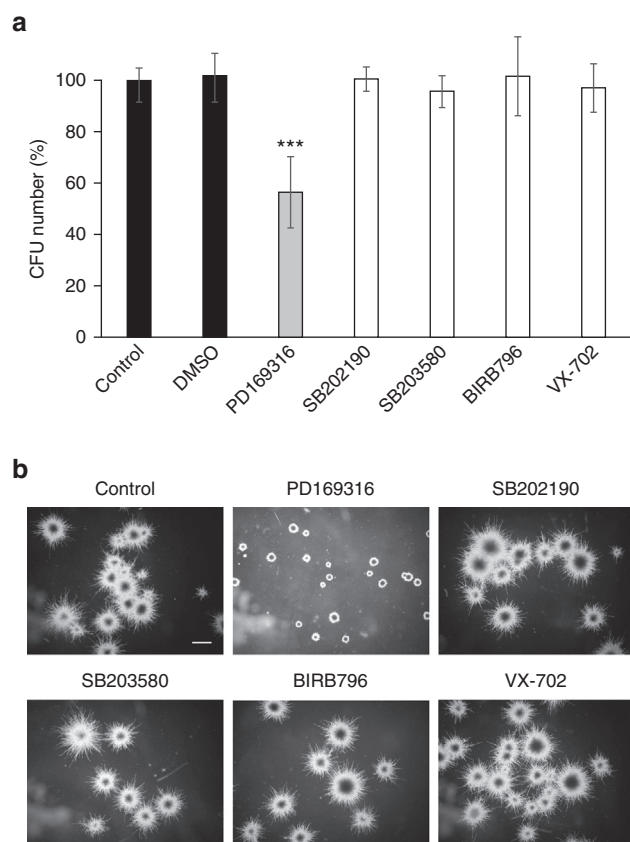 a
CFU number (%)
100
80
60
40
20
0
***
Control
DMSO
PD169316
SB202190
SB203580
BIRB796
VX-702
b
Control PD169316 SB202190
SB203580 BIRB796 VX-702